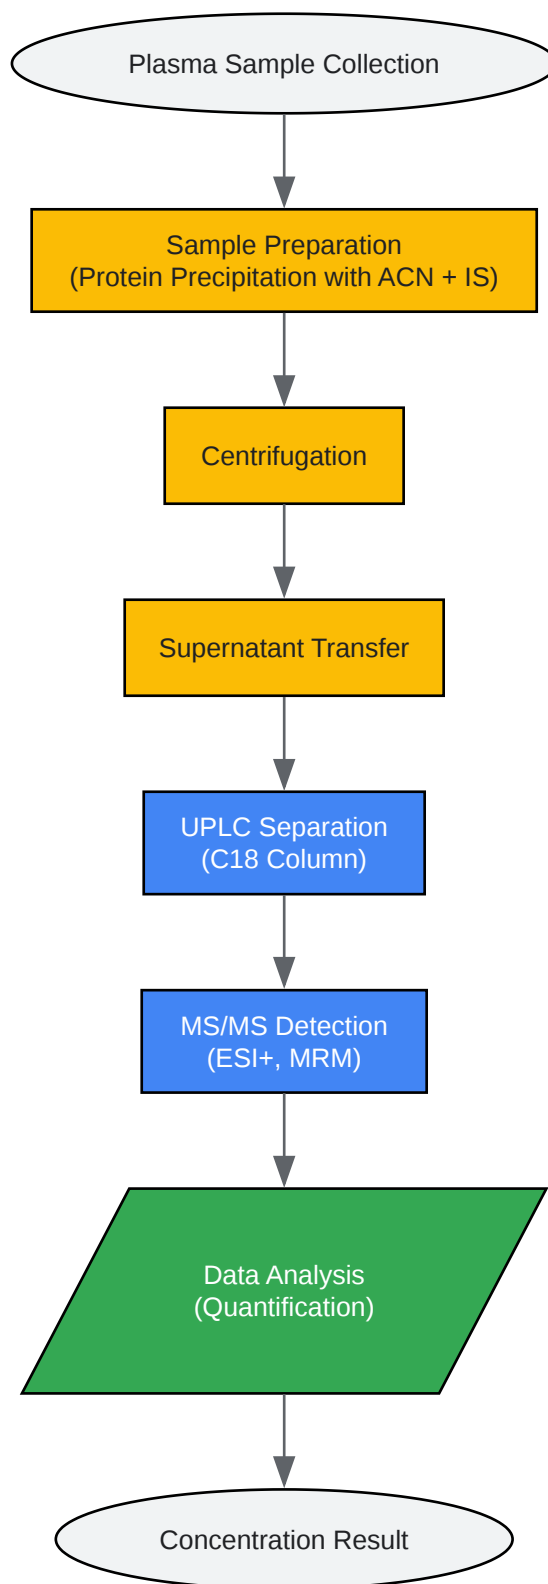 Plasma Sample Collection
Sample Preparation
(Protein Precipitation with ACN + IS)
Centrifugation
Supernatant Transfer
UPLC Separation
(C18 Column)
MS/MS Detection
(ESI+, MRM)
Data Analysis
(Quantification)
Concentration Result